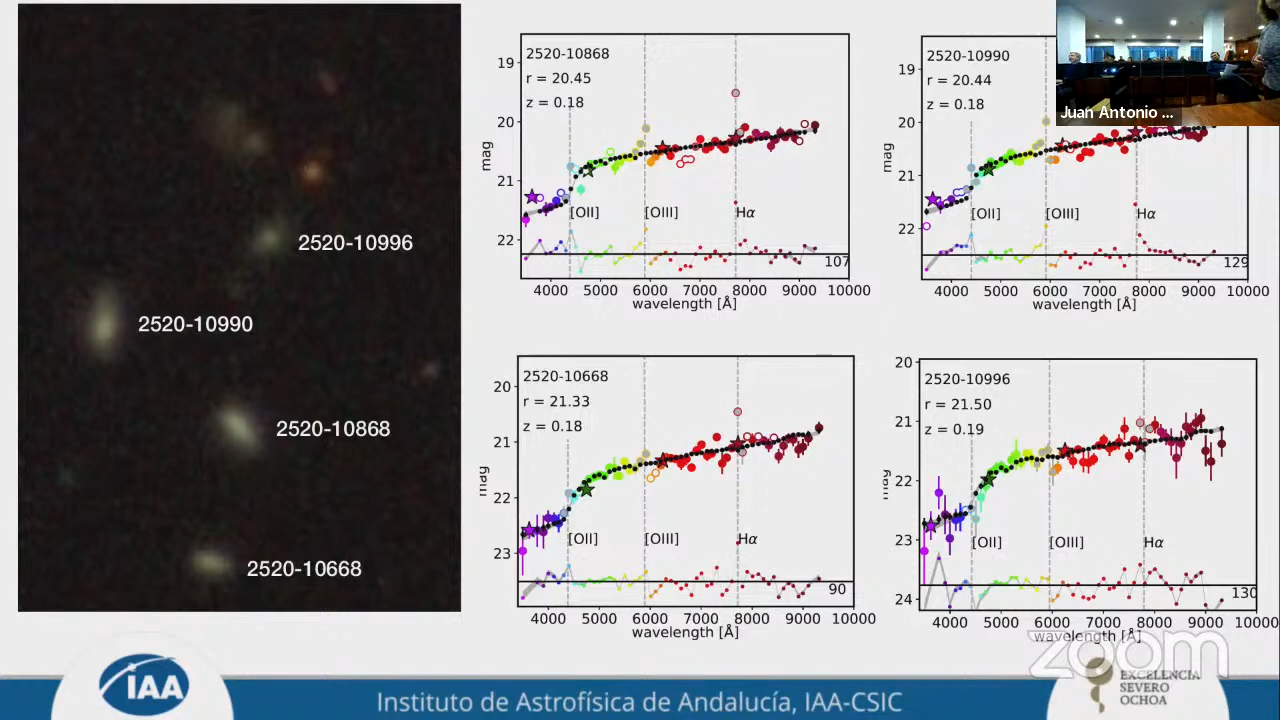 2520-10996
2520-10990
2520-10868
2520-10668
2520-10868
r = 20.45
z = 0.18
19
20
21
22
mag
[OII]
[OIII]
Hα
107
4000 5000 6000 7000 8000 9000 10000
wavelength [Å]
2520-10990
r = 20.44
z = 0.18
19
20
21
22
mag
[OII]
[OIII]
Hα
129
4000 5000 6000 7000 8000 9000 10000
wavelength [Å]
Juan Antonio ...
2520-10668
r = 21.33
z = 0.18
20
21
22
23
mag
[OII]
[OIII]
Hα
90
4000 5000 6000 7000 8000 9000 10000
wavelength [Å]
2520-10996
r = 21.50
z = 0.19
20
21
22
23
24
mag
[OII]
[OIII]
Hα
130
4000 5000 6000 7000 8000 9000 10000
wavelength [Å]
zoom
IAA
Instituto de Astrofísica de Andalucía, IAA-CSIC
EXCELENCIA
SEVERO
OCHOA